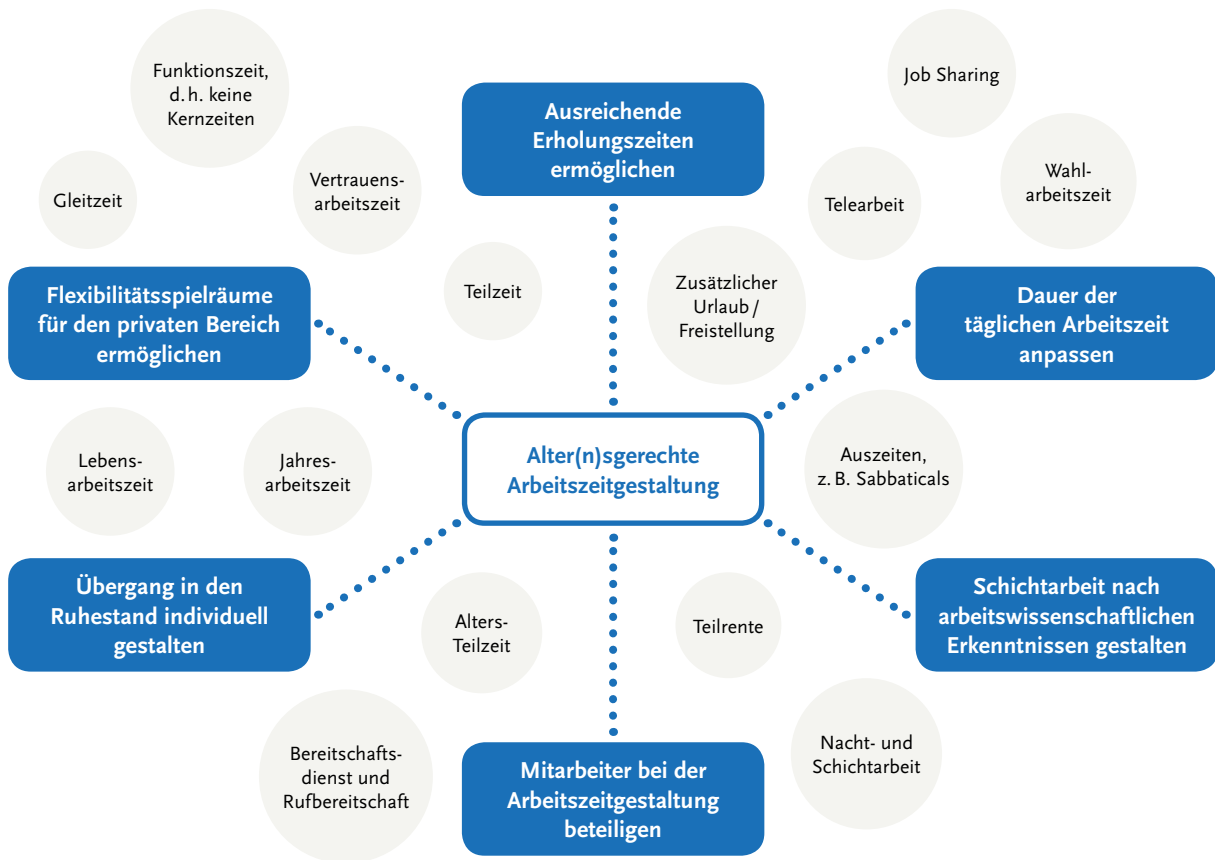 Funktionszeit,
d. h. keine
Kernzeiten
Job Sharing
Ausreichende
Erholungszeiten
ermöglichen
Gleitzeit
Vertrauens-
arbeitszeit
Telearbeit
Wahl-
arbeitszeit
Teilzeit
Zusätzlicher
Urlaub /
Freistellung
Flexibilitätsspielräume
für den privaten Bereich
ermöglichen
Dauer der
täglichen Arbeitszeit
anpassen
Lebens-
arbeitszeit
Jahres-
arbeitszeit
Alter(n)sgerechte
Arbeitszeitgestaltung
Auszeiten,
z. B. Sabbaticals
Übergang in den
Ruhestand individuell
gestalten
Alters-
Teilzeit
Teilrente
Schichtarbeit nach
arbeitswissenschaftlichen
Erkenntnissen gestalten
Bereitschafts-
dienst und
Rufbereitschaft
Mitarbeiter bei der
Arbeitszeitgestaltung
beteiligen
Nacht- und
Schichtarbeit